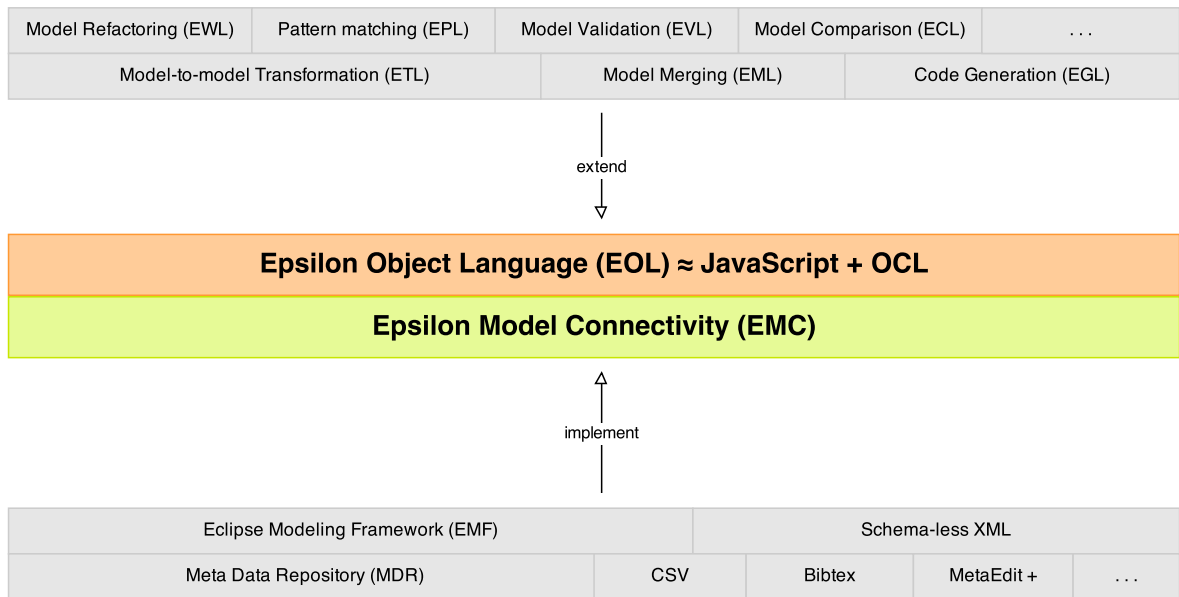 Model Refactoring (EWL) Pattern matching (EPL) Model Validation (EVL) Model Comparison (ECL) . . .
Model-to-model Transformation (ETL) Model Merging (EML) Code Generation (EGL)
extend
Epsilon Object Language (EOL) ≈ JavaScript + OCL
Epsilon Model Connectivity (EMC)
implement
Eclipse Modeling Framework (EMF) Schema-less XML
Meta Data Repository (MDR) CSV Bibtex MetaEdit + . . .